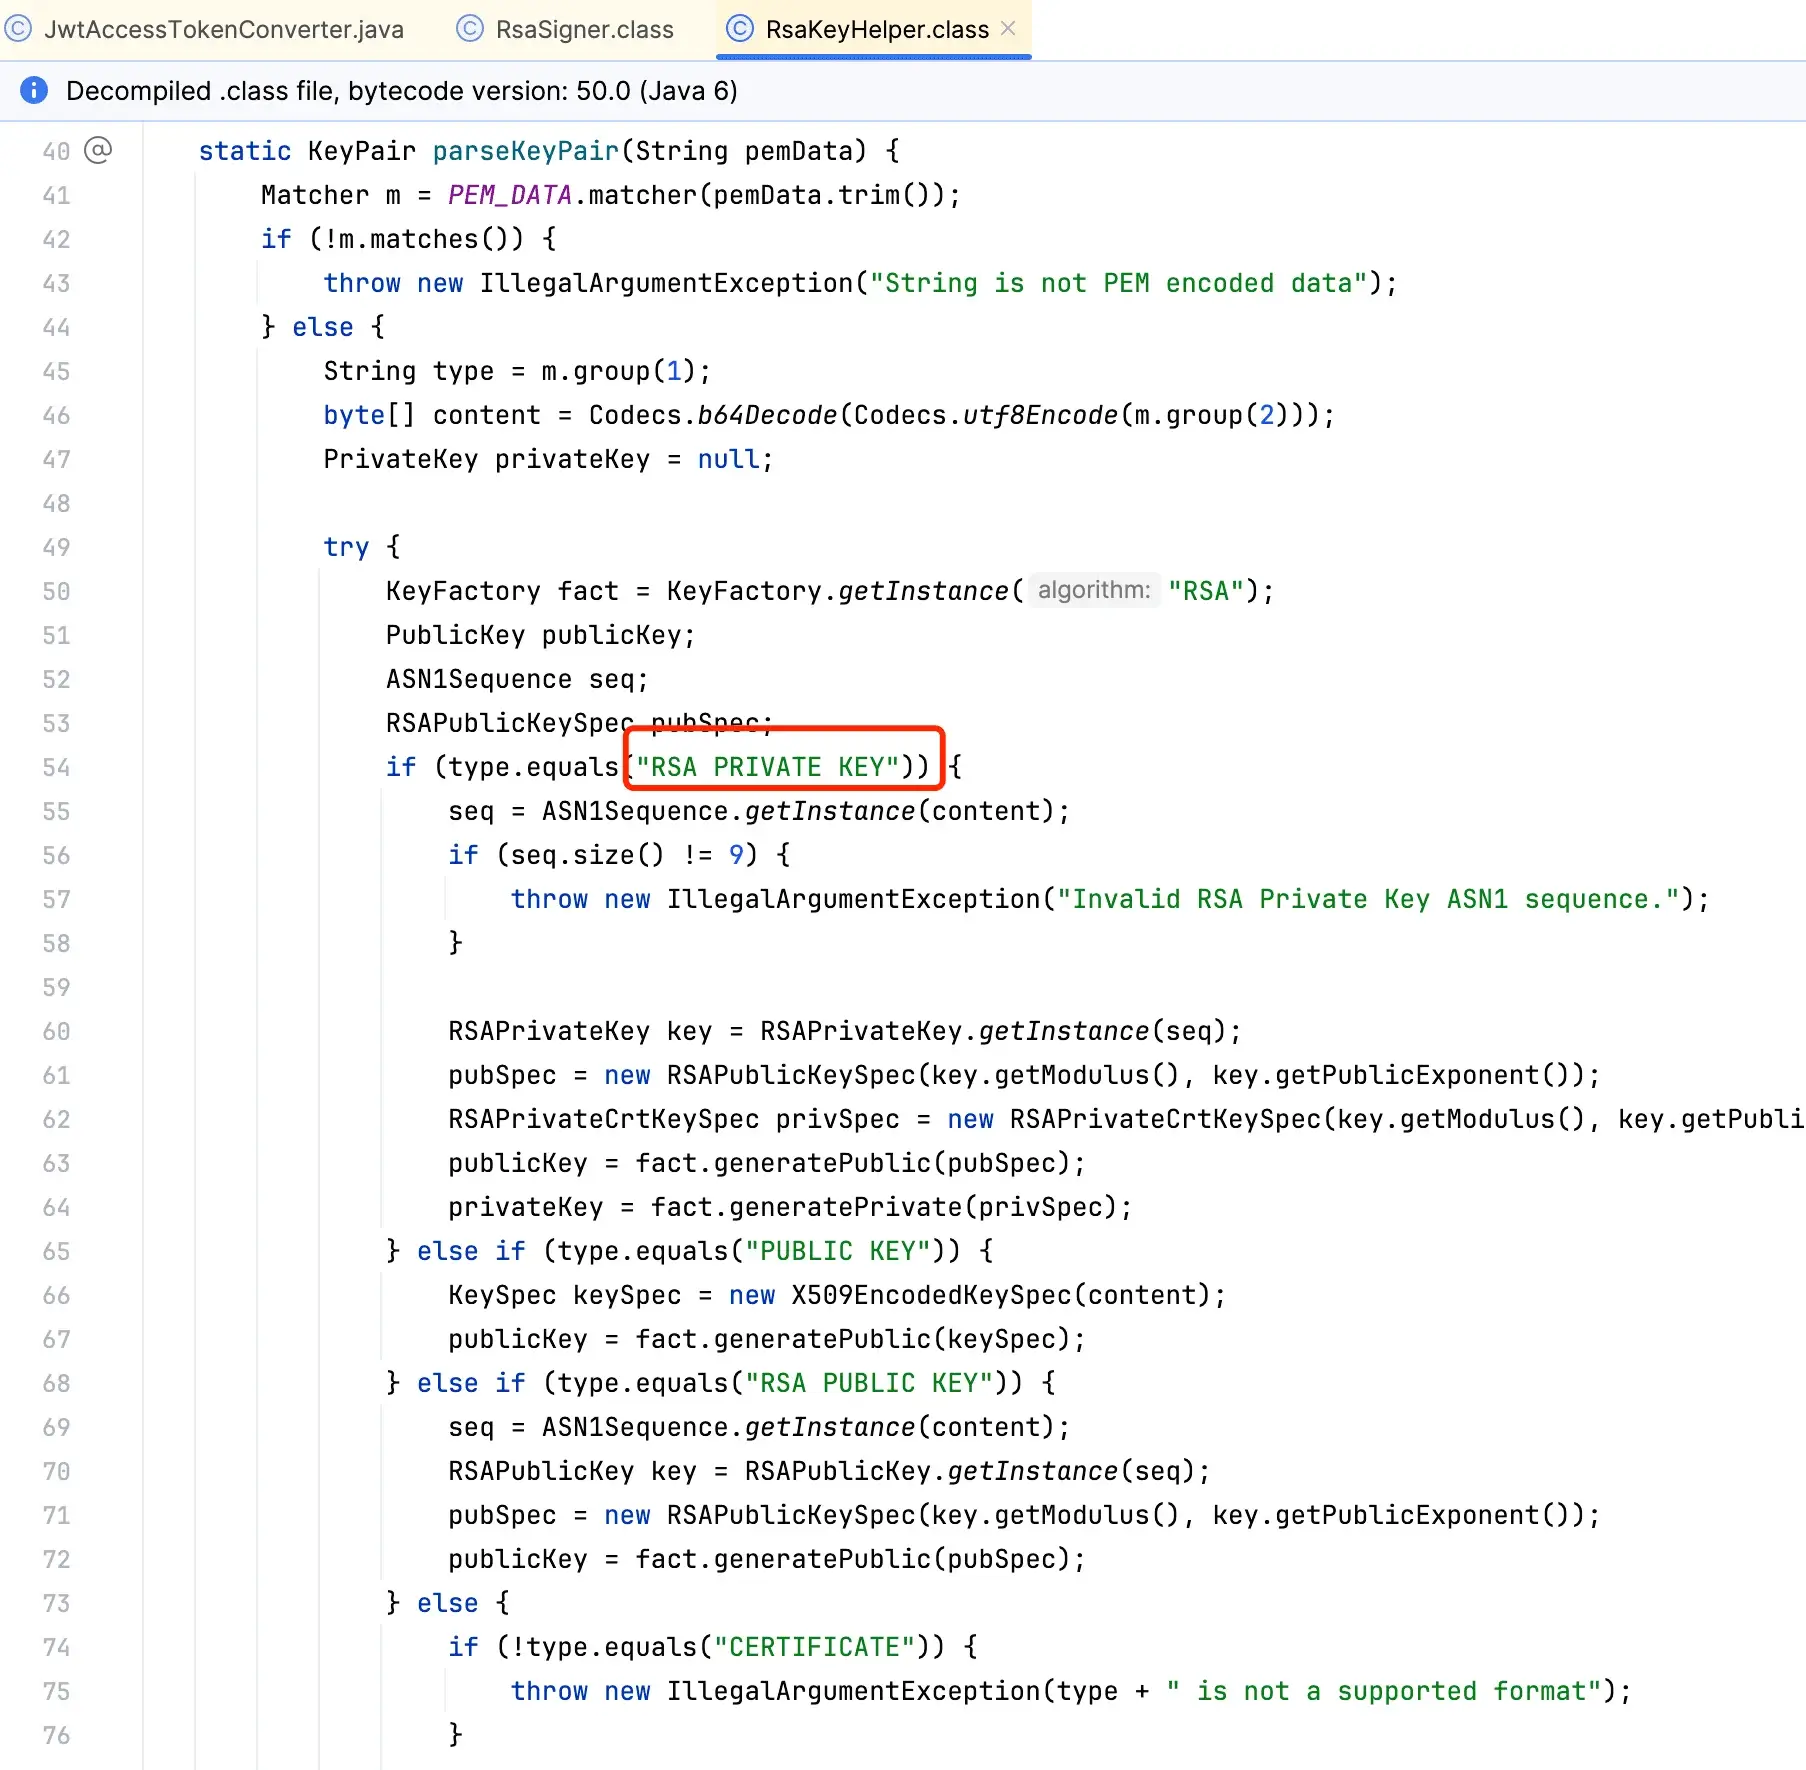 JwtAccessTokenConverter.java RsaSigner.class RsaKeyHelper.class
Decompiled .class file, bytecode version: 50.0 (Java 6)
40 static KeyPair parseKeyPair(String pemData) {
41 Matcher m = PEM_DATA.matcher(pemData.trim());
42 if (!m.matches()) {
43 throw new IllegalArgumentException("String is not PEM encoded data");
44 } else {
45 String type = m.group(1);
46 byte[] content = Codecs.b64Decode(Codecs.utf8Encode(m.group(2)));
47 PrivateKey privateKey = null;
48
49 try {
50 KeyFactory fact = KeyFactory.getInstance( algorithm: "RSA");
51 PublicKey publicKey;
52 ASN1Sequence seq;
53 RSAPublicKeySpec pubSpec;
54 if (type.equals("RSA PRIVATE KEY")) {
55 seq = ASN1Sequence.getInstance(content);
56 if (seq.size() != 9) {
57 throw new IllegalArgumentException("Invalid RSA Private Key ASN1 sequence.");
58 }
59
60 RSAPrivateKey key = RSAPrivateKey.getInstance(seq);
61 pubSpec = new RSAPublicKeySpec(key.getModulus(), key.getPublicExponent());
62 RSAPrivateCrtKeySpec privSpec = new RSAPrivateCrtKeySpec(key.getModulus(), key.getPubli
63 publicKey = fact.generatePublic(pubSpec);
64 privateKey = fact.generatePrivate(privSpec);
65 } else if (type.equals("PUBLIC KEY")) {
66 KeySpec keySpec = new X509EncodedKeySpec(content);
67 publicKey = fact.generatePublic(keySpec);
68 } else if (type.equals("RSA PUBLIC KEY")) {
69 seq = ASN1Sequence.getInstance(content);
70 RSAPublicKey key = RSAPublicKey.getInstance(seq);
71 pubSpec = new RSAPublicKeySpec(key.getModulus(), key.getPublicExponent());
72 publicKey = fact.generatePublic(pubSpec);
73 } else {
74 if (!type.equals("CERTIFICATE")) {
75 throw new IllegalArgumentException(type + " is not a supported format");
76 }